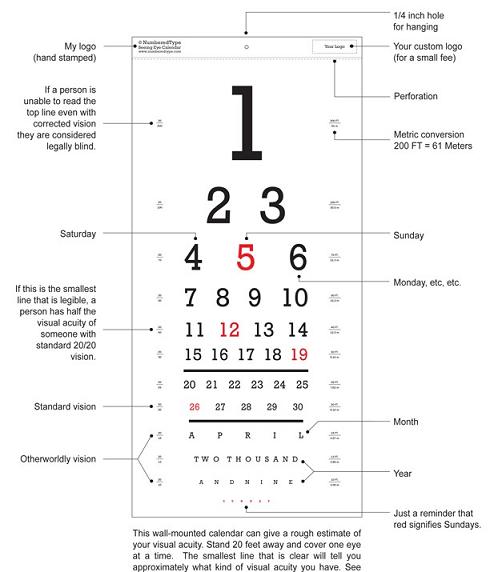 1/4 inch hole
for hanging
My logo
(hand stamped)
© NumberedType
Seeing Eye Calendar
www.numberedtype.com
Your Logo
Your custom logo
(for a small fee)
If a person is
unable to read the
top line even with
corrected vision
they are considered
legally blind.
Perforation
1
Metric conversion
200 FT = 61 Meters
2 3
Saturday
Sunday
4 5 6
Monday, etc, etc.
If this is the smallest
line that is legible, a
person has half the
visual acuity of
someone with
standard 20/20
vision.
7 8 9 10
11 12 13 14
15 16 17 18 19
20 21 22 23 24 25
Standard vision
26 27 28 29 30
Month
A P R I L
Otherworldly vision
TWO THOUSAND
Year
AND NINE
Just a reminder that
red signifies Sundays.
This wall-mounted calendar can give a rough estimate of
your visual acuity. Stand 20 feet away and cover one eye
at a time. The smallest line that is clear will tell you
approximately what kind of visual acuity you have. See